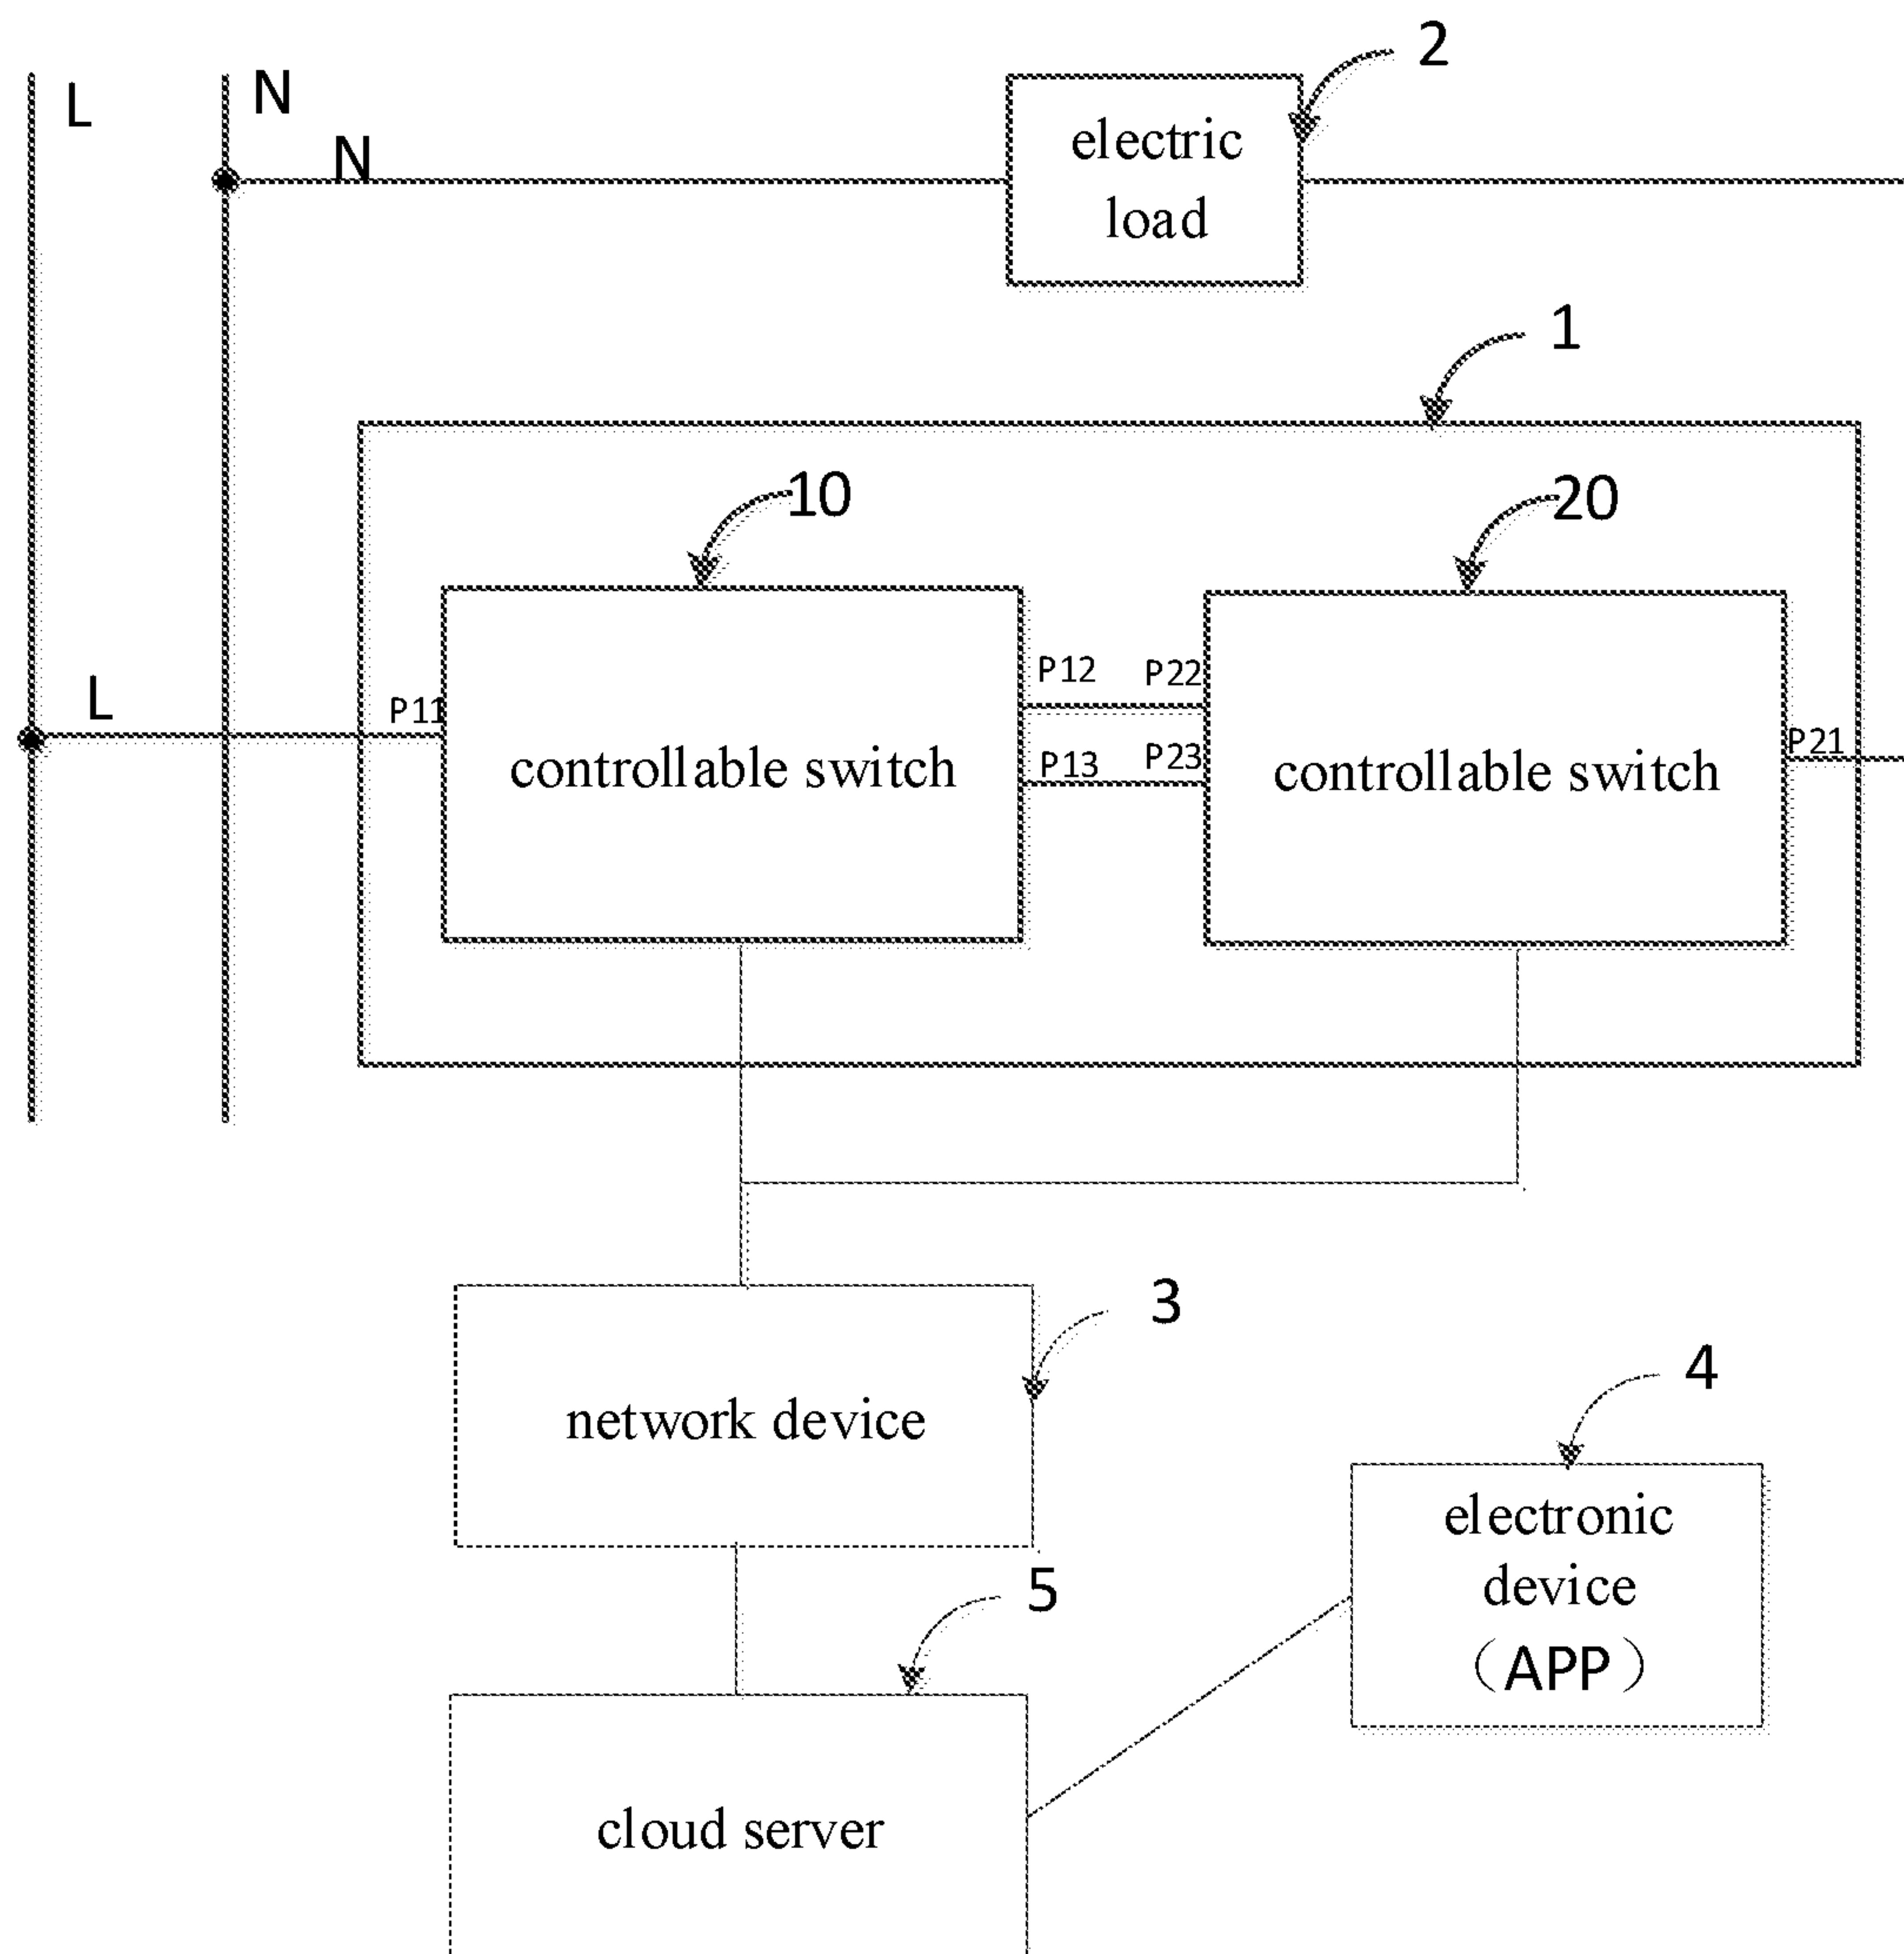 L
N
2
N
electric
load
1
10
20
L
P11
P12
P22
P13
P23
P21
controllable switch
controllable switch
3
network device
4
electronic
device
（APP）
5
cloud server